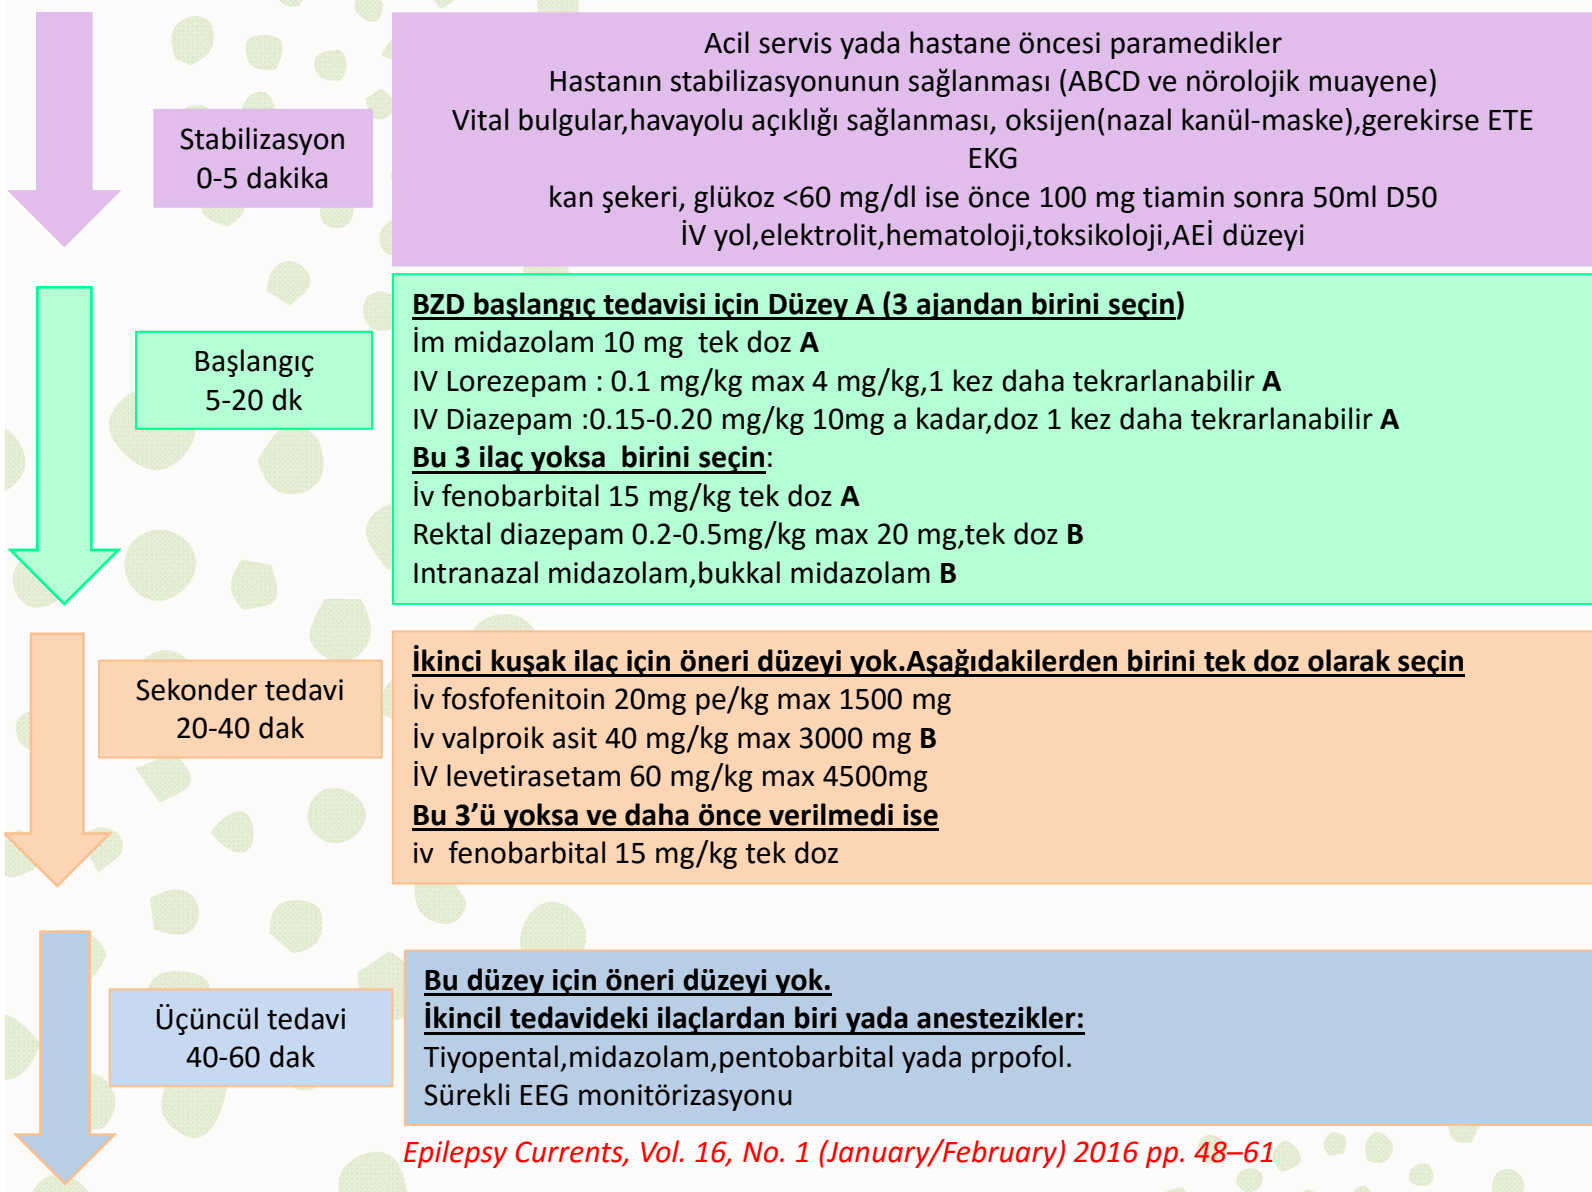 Acil servis yada hastane öncesi paramedikler
Hastanın stabilizasyonunun sağlanması (ABCD ve nörolojik muayene)
Vital bulgular,havayolu açıklığı sağlanması, oksijen(nazal kanül-maske),gerekirse ETE
EKG
kan şekeri, glükoz <60 mg/dl ise önce 100 mg tiamin sonra 50ml D50
İV yol,elektrolit,hematoloji,toksikoloji,AEİ düzeyi
Stabilizasyon
0-5 dakika
BZD başlangıç tedavisi için Düzey A (3 ajandan birini seçin)
İm midazolam 10 mg  tek doz A
IV Lorezepam : 0.1 mg/kg max 4 mg/kg,1 kez daha tekrarlanabilir A
IV Diazepam :0.15-0.20 mg/kg 10mg a kadar,doz 1 kez daha tekrarlanabilir A
Bu 3 ilaç yoksa  birini seçin:
İv fenobarbital 15 mg/kg tek doz A
Rektal diazepam 0.2-0.5mg/kg max 20 mg,tek doz B
Intranazal midazolam,bukkal midazolam B
Başlangıç
5-20 dk
İkinci kuşak ilaç için öneri düzeyi yok.Aşağıdakilerden birini tek doz olarak seçin
İv fosfofenitoin 20mg pe/kg max 1500 mg
İv valproik asit 40 mg/kg max 3000 mg B
İV levetirasetam 60 mg/kg max 4500mg
Bu 3’ü yoksa ve daha önce verilmedi ise
iv  fenobarbital 15 mg/kg tek doz
Sekonder tedavi
20-40 dak
Bu düzey için öneri düzeyi yok.
İkincil tedavideki ilaçlardan biri yada anestezikler:
Tiyopental,midazolam,pentobarbital yada prpofol.
Sürekli EEG monitörizasyonu
Üçüncül tedavi
40-60 dak
Epilepsy Currents, Vol. 16, No. 1 (January/February) 2016 pp. 48–61